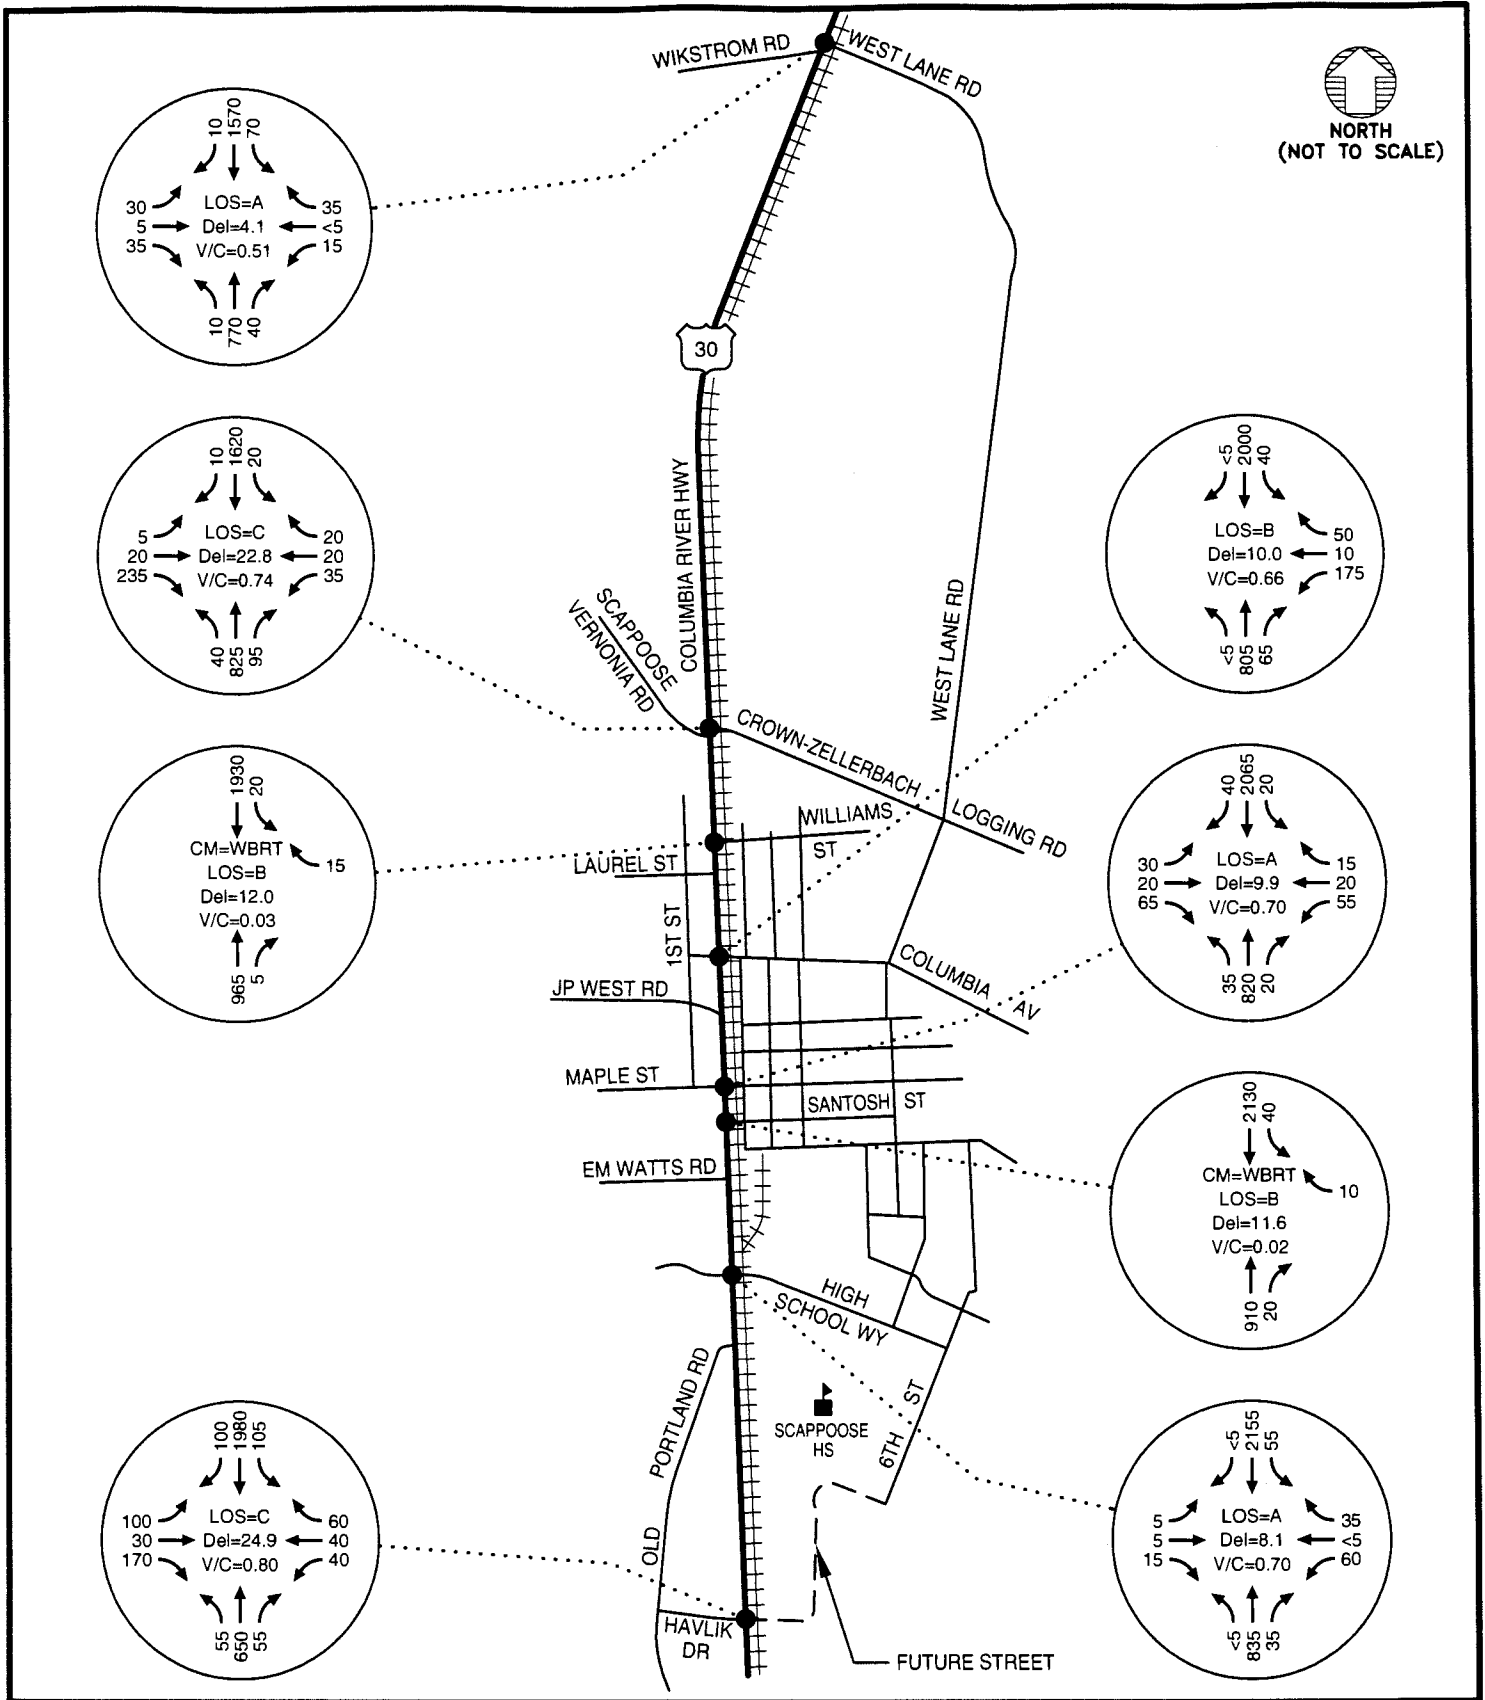 WIKSTROM RD
WEST LANE RD
NORTH
(NOT TO SCALE)
10
1570
70
30
5
35
LOS=A
Del=4.1
V/C=0.51
35
<5
15
10
770
40
30
COLUMBIA RIVER HWY
10
1620
20
5
20
235
LOS=C
Del=22.8
V/C=0.74
20
20
35
40
825
95
<5
2000
40
LOS=B
Del=10.0
V/C=0.66
50
10
175
<5
805
65
SCAPPOOSE
VERNONIA RD
WEST LANE RD
CROWN-ZELLERBACH
LOGGING RD
1930
20
CM=WBRT
LOS=B
Del=12.0
V/C=0.03
15
965
5
WILLIAMS
ST
LAUREL ST
1ST ST
40
2065
20
30
20
65
LOS=A
Del=9.9
V/C=0.70
15
20
55
35
820
20
COLUMBIA
AV
JP WEST RD
MAPLE ST
SANTOSH
ST
EM WATTS RD
2130
40
CM=WBRT
LOS=B
Del=11.6
V/C=0.02
10
910
20
HIGH
SCHOOL WY
OLD
PORTLAND RD
SCAPPOOSE
HS
6TH
ST
100
1980
105
100
30
170
LOS=C
Del=24.9
V/C=0.80
60
40
40
55
650
55
<5
2155
55
5
5
15
LOS=A
Del=8.1
V/C=0.70
35
<5
60
<5
835
35
HAVLIK
DR
FUTURE STREET